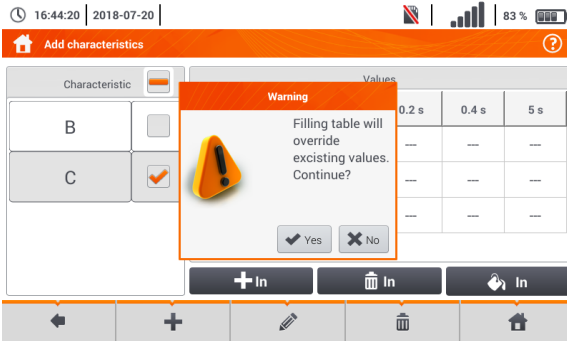 16:44:20 2018-07-20 83 %
Add characteristics ?
Characteristic
Values
0.2 s 0.4 s 5 s
B --- --- ---
C --- --- ---
--- --- ---
Warning
Filling table will
override
excisting values.
Continue?
Yes No
In In In